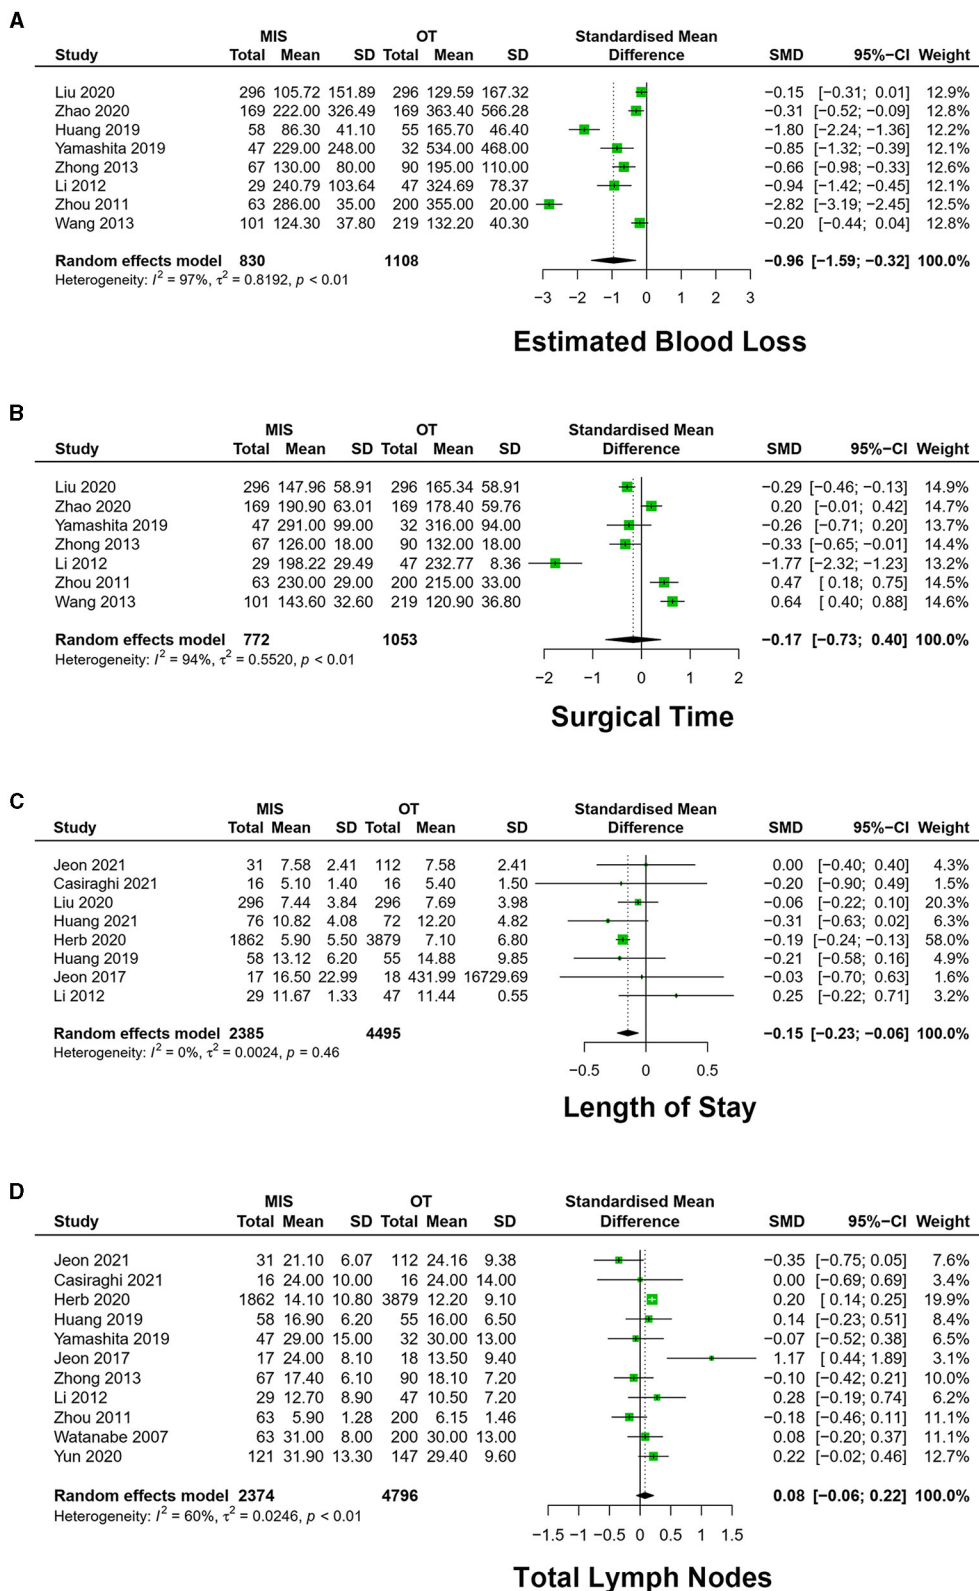 A
MIS OT Standardised Mean
Study Total Mean SD Total Mean SD Difference SMD 95%−CI Weight
Liu 2020 296 105.72 151.89 296 129.59 167.32 −0.15 [−0.31; 0.01] 12.9%
Zhao 2020 169 222.00 326.49 169 363.40 566.28 −0.31 [−0.52; −0.09] 12.8%
Huang 2019 58 86.30 41.10 55 165.70 46.40 −1.80 [−2.24; −1.36] 12.2%
Yamashita 2019 47 229.00 248.00 32 534.00 468.00 −0.85 [−1.32; −0.39] 12.1%
Zhong 2013 67 130.00 80.00 90 195.00 110.00 −0.66 [−0.98; −0.33] 12.6%
Li 2012 29 240.79 103.64 47 324.69 78.37 −0.94 [−1.42; −0.45] 12.1%
Zhou 2011 63 286.00 35.00 200 355.00 20.00 −2.82 [−3.19; −2.45] 12.5%
Wang 2013 101 124.30 37.80 219 132.20 40.30 −0.20 [−0.44; 0.04] 12.8%
Random effects model 830 1108 −0.96 [−1.59; −0.32] 100.0%
Heterogeneity: I² = 97%, τ² = 0.8192, p < 0.01
−3 −2 −1 0 1 2 3
Estimated Blood Loss
B
MIS OT Standardised Mean
Study Total Mean SD Total Mean SD Difference SMD 95%−CI Weight
Liu 2020 296 147.96 58.91 296 165.34 58.91 −0.29 [−0.46; −0.13] 14.9%
Zhao 2020 169 190.90 63.01 169 178.40 59.76 0.20 [−0.01; 0.42] 14.7%
Yamashita 2019 47 291.00 99.00 32 316.00 94.00 −0.26 [−0.71; 0.20] 13.7%
Zhong 2013 67 126.00 18.00 90 132.00 18.00 −0.33 [−0.65; −0.01] 14.4%
Li 2012 29 198.22 29.49 47 232.77 8.36 −1.77 [−2.32; −1.23] 13.2%
Zhou 2011 63 230.00 29.00 200 215.00 33.00 0.47 [ 0.18; 0.75] 14.5%
Wang 2013 101 143.60 32.60 219 120.90 36.80 0.64 [ 0.40; 0.88] 14.6%
Random effects model 772 1053 −0.17 [−0.73; 0.40] 100.0%
Heterogeneity: I² = 94%, τ² = 0.5520, p < 0.01
−2 −1 0 1 2
Surgical Time
C
MIS OT Standardised Mean
Study Total Mean SD Total Mean SD Difference SMD 95%−CI Weight
Jeon 2021 31 7.58 2.41 112 7.58 2.41 0.00 [−0.40; 0.40] 4.3%
Casiraghi 2021 16 5.10 1.40 16 5.40 1.50 −0.20 [−0.90; 0.49] 1.5%
Liu 2020 296 7.44 3.84 296 7.69 3.98 −0.06 [−0.22; 0.10] 20.3%
Huang 2021 76 10.82 4.08 72 12.20 4.82 −0.31 [−0.63; 0.02] 6.3%
Herb 2020 1862 5.90 5.50 3879 7.10 6.80 −0.19 [−0.24; −0.13] 58.0%
Huang 2019 58 13.12 6.20 55 14.88 9.85 −0.21 [−0.58; 0.16] 4.9%
Jeon 2017 17 16.50 22.99 18 431.99 16729.69 −0.03 [−0.70; 0.63] 1.6%
Li 2012 29 11.67 1.33 47 11.44 0.55 0.25 [−0.22; 0.71] 3.2%
Random effects model 2385 4495 −0.15 [−0.23; −0.06] 100.0%
Heterogeneity: I² = 0%, τ² = 0.0024, p = 0.46
−0.5 0 0.5
Length of Stay
D
MIS OT Standardised Mean
Study Total Mean SD Total Mean SD Difference SMD 95%−CI Weight
Jeon 2021 31 21.10 6.07 112 24.16 9.38 −0.35 [−0.75; 0.05] 7.6%
Casiraghi 2021 16 24.00 10.00 16 24.00 14.00 0.00 [−0.69; 0.69] 3.4%
Herb 2020 1862 14.10 10.80 3879 12.20 9.10 0.20 [ 0.14; 0.25] 19.9%
Huang 2019 58 16.90 6.20 55 16.00 6.50 0.14 [−0.23; 0.51] 8.4%
Yamashita 2019 47 29.00 15.00 32 30.00 13.00 −0.07 [−0.52; 0.38] 6.5%
Jeon 2017 17 24.00 8.10 18 13.50 9.40 1.17 [ 0.44; 1.89] 3.1%
Zhong 2013 67 17.40 6.10 90 18.10 7.20 −0.10 [−0.42; 0.21] 10.0%
Li 2012 29 12.70 8.90 47 10.50 7.20 0.28 [−0.19; 0.74] 6.2%
Zhou 2011 63 5.90 1.28 200 6.15 1.46 −0.18 [−0.46; 0.11] 11.1%
Watanabe 2007 63 31.00 8.00 200 30.00 13.00 0.08 [−0.20; 0.37] 11.1%
Yun 2020 121 31.90 13.30 147 29.40 9.60 0.22 [−0.02; 0.46] 12.7%
Random effects model 2374 4796 0.08 [−0.06; 0.22] 100.0%
Heterogeneity: I² = 60%, τ² = 0.0246, p < 0.01
−1.5 −1 −0.5 0 0.5 1 1.5
Total Lymph Nodes